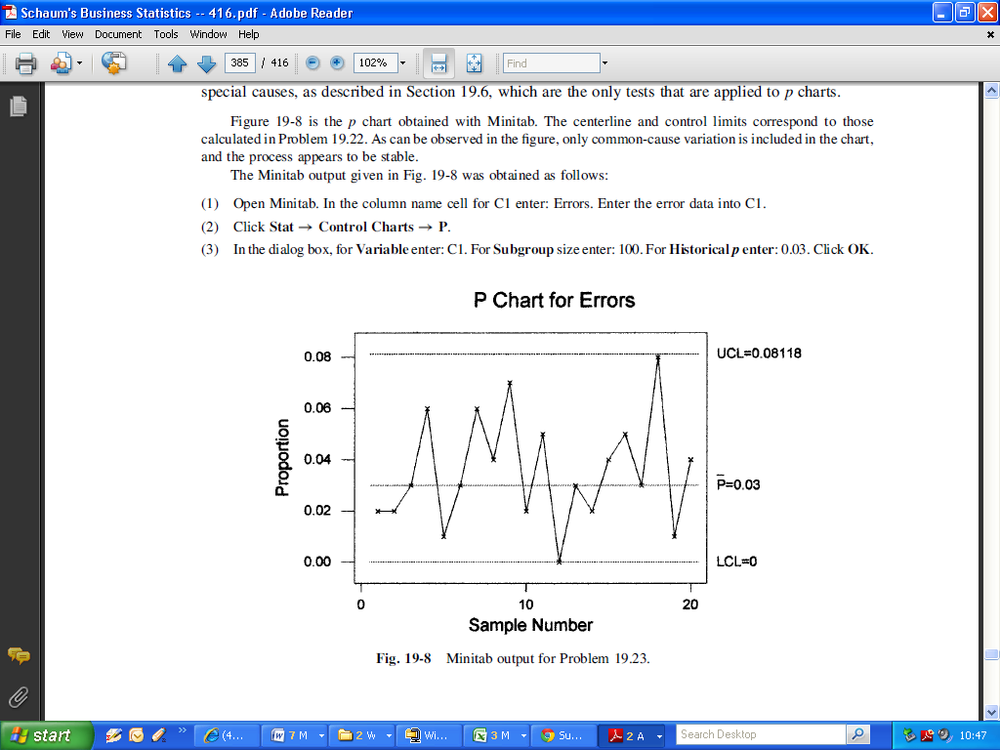 Schaum's Business Statistics -- 416.pdf - Adobe Reader
File Edit View Document Tools Window Help
385 / 416 102% Find
special causes, as described in Section 19.6, which are the only tests that are applied to p charts.
Figure 19-8 is the p chart obtained with Minitab. The centerline and control limits correspond to those
calculated in Problem 19.22. As can be observed in the figure, only common-cause variation is included in the chart,
and the process appears to be stable.
The Minitab output given in Fig. 19-8 was obtained as follows:
(1) Open Minitab. In the column name cell for C1 enter: Errors. Enter the error data into C1.
(2) Click Stat → Control Charts → P.
(3) In the dialog box, for Variable enter: C1. For Subgroup size enter: 100. For Historical p enter: 0.03. Click OK.
P Chart for Errors
UCL=0.08118
0.08
0.06
0.04
P̅=0.03
0.02
0.00
LCL=0
Proportion
0 10 20
Sample Number
Fig. 19-8 Minitab output for Problem 19.23.
start (4... 7 M 2 W Wi... 3 M Su... 2 A Search Desktop 10:47